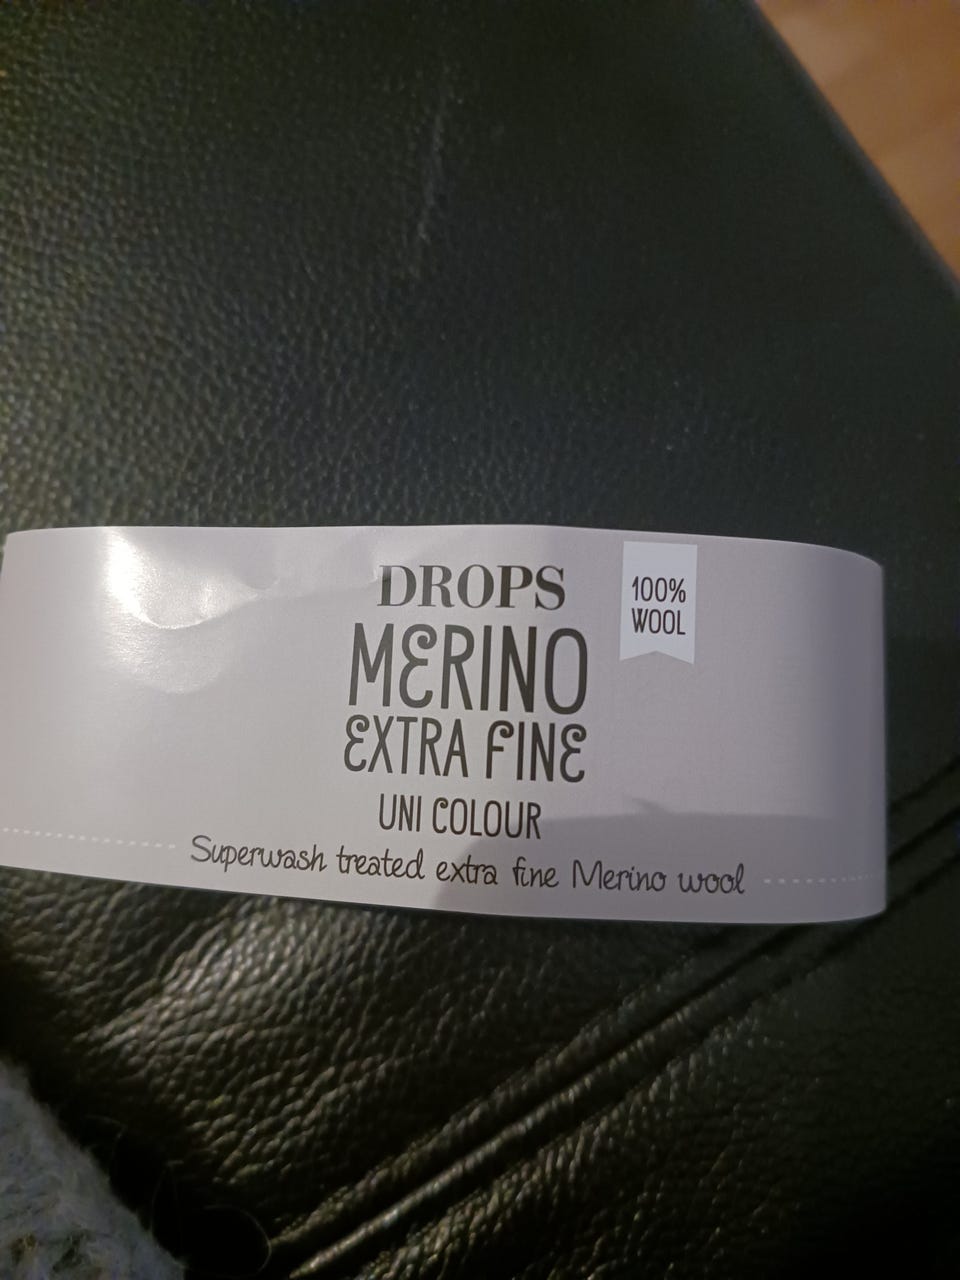 DROPS
100%
WOOL
MERINO
EXTRA FINE
UNI COLOUR
Superwash treated extra fine Merino wool